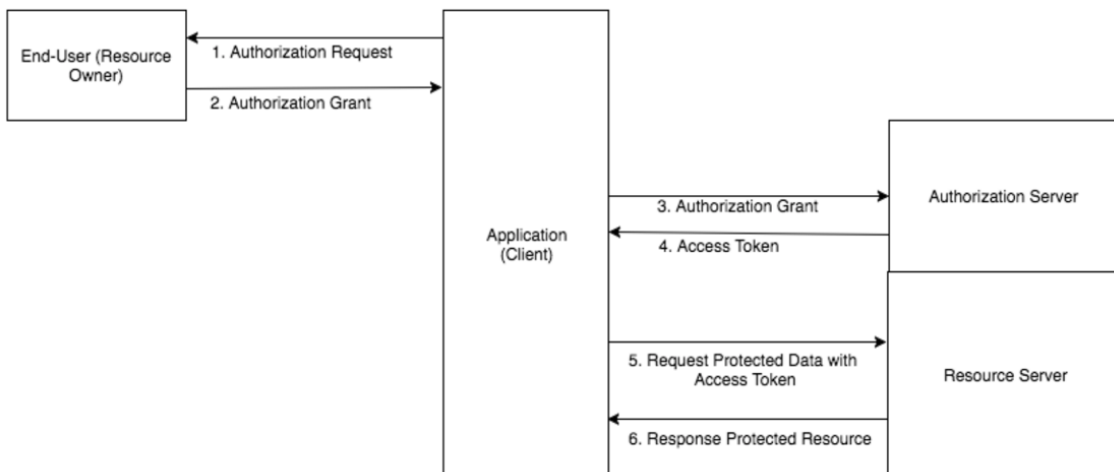 End-User (Resource
Owner)
1. Authorization Request
2. Authorization Grant
Application
(Client)
3. Authorization Grant
4. Access Token
Authorization Server
5. Request Protected Data with
Access Token
6. Response Protected Resource
Resource Server